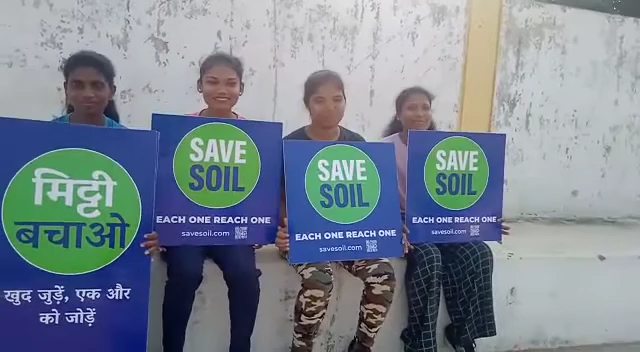 मिट्टी
बचाओ
खुद जुड़ें, एक और
को जोड़ें
SAVE
SOIL
EACH ONE REACH ONE
savesoil.com
SAVE
SOIL
EACH ONE REACH ONE
savesoil.com
SAVE
SOIL
EACH ONE REACH ONE
savesoil.com